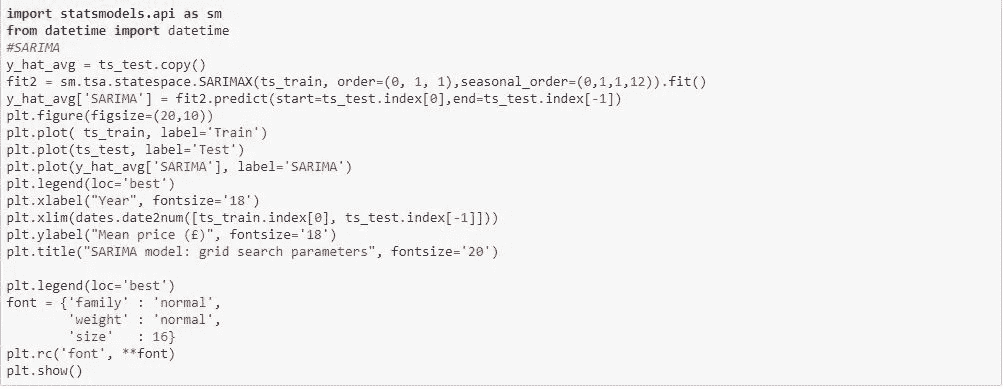 import statsmodels.api as sm
from datetime import datetime
#SARIMA
y_hat_avg = ts_test.copy()
fit2 = sm.tsa.statespace.SARIMAX(ts_train, order=(0, 1, 1),seasonal_order=(0,1,1,12)).fit()
y_hat_avg['SARIMA'] = fit2.predict(start=ts_test.index[0],end=ts_test.index[-1])
plt.figure(figsize=(20,10))
plt.plot( ts_train, label='Train')
plt.plot(ts_test, label='Test')
plt.plot(y_hat_avg['SARIMA'], label='SARIMA')
plt.legend(loc='best')
plt.xlabel("Year", fontsize='18')
plt.xlim(dates.date2num([ts_train.index[0], ts_test.index[-1]]))
plt.ylabel("Mean price (£)", fontsize='18')
plt.title("SARIMA model: grid search parameters", fontsize='20')

plt.legend(loc='best')
font = {'family' : 'normal',
        'weight' : 'normal',
        'size'   : 16}
plt.rc('font', **font)
plt.show()